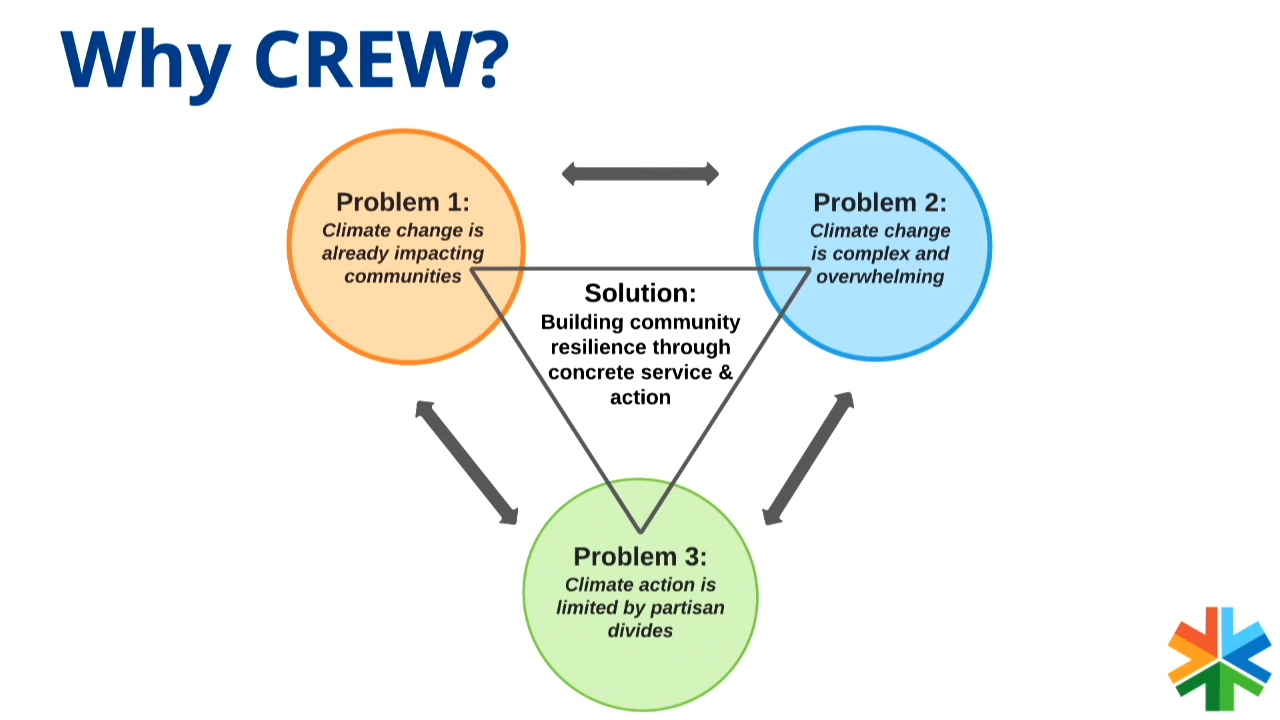 Why CREW?
Problem 1:
Climate change is
already impacting
communities
Problem 2:
Climate change
is complex and
overwhelming
Solution:
Building community
resilience through
concrete service &
action
Problem 3:
Climate action is
limited by partisan
divides